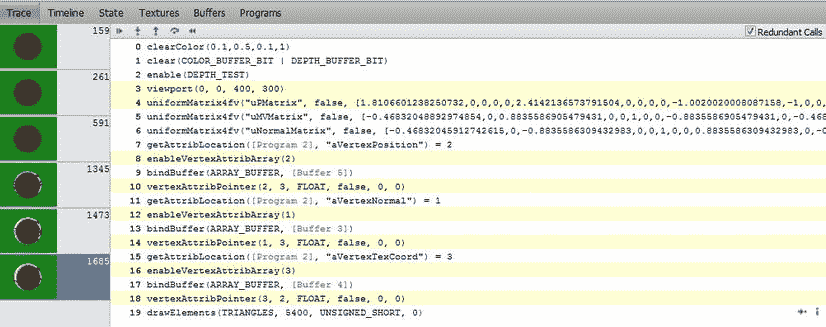 Trace Timeline State Textures Buffers Programs
Redundant Calls
159
261
591
1345
1473
1685
0 clearColor(0.1,0.5,0.1,1)
1 clear(COLOR_BUFFER_BIT | DEPTH_BUFFER_BIT)
2 enable(DEPTH_TEST)
3 viewport(0, 0, 400, 300)
4 uniformMatrix4fv("uPMatrix", false, [1.8106601238250732,0,0,0,0,2.4142136573791504,0,0,0,0,-1.0020020008087158,-1,0,0,
5 uniformMatrix4fv("uMVMatrix", false, [-0.46832048892974854,0,0.8835586905479431,0,0,1,0,0,-0.8835586905479431,0,-0.468
6 uniformMatrix4fv("uNormalMatrix", false, [-0.46832045912742615,0,-0.8835586309432983,0,0,1,0,0,0.8835586309432983,0,-0
7 getAttribLocation([Program 2], "aVertexPosition") = 2
8 enableVertexAttribArray(2)
9 bindBuffer(ARRAY_BUFFER, [Buffer 5])
10 vertexAttribPointer(2, 3, FLOAT, false, 0, 0)
11 getAttribLocation([Program 2], "aVertexNormal") = 1
12 enableVertexAttribArray(1)
13 bindBuffer(ARRAY_BUFFER, [Buffer 3])
14 vertexAttribPointer(1, 3, FLOAT, false, 0, 0)
15 getAttribLocation([Program 2], "aVertexTexCoord") = 3
16 enableVertexAttribArray(3)
17 bindBuffer(ARRAY_BUFFER, [Buffer 4])
18 vertexAttribPointer(3, 2, FLOAT, false, 0, 0)
19 drawElements(TRIANGLES, 5400, UNSIGNED_SHORT, 0)